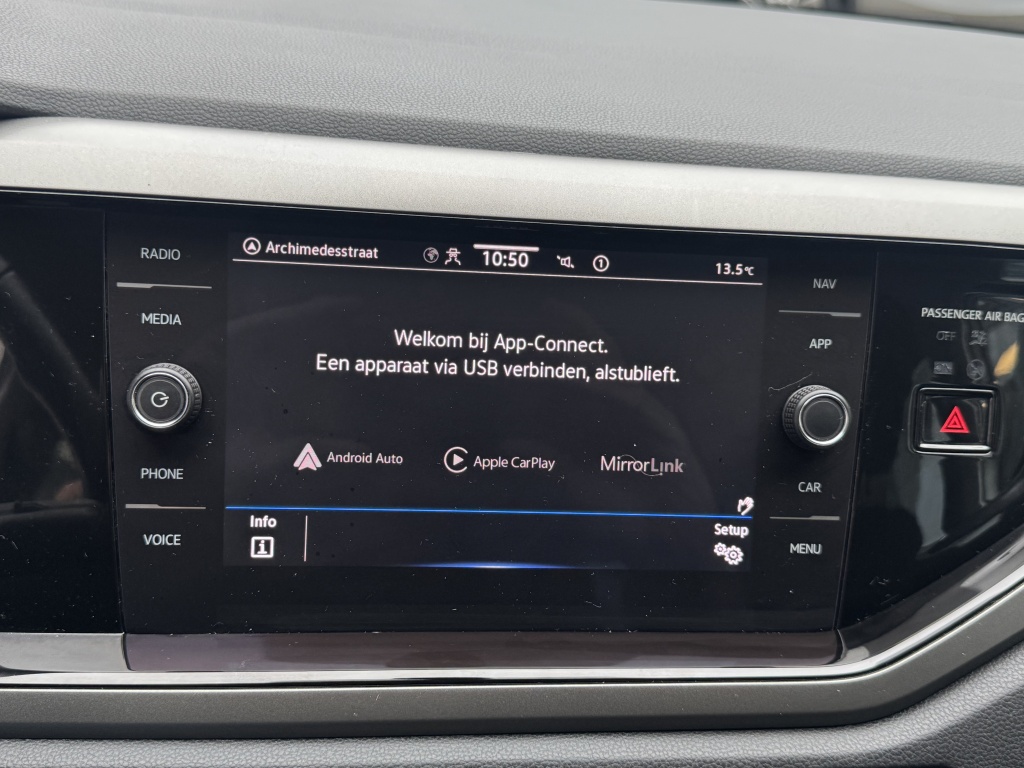 RADIO
MEDIA
PHONE
VOICE
Archimedesstraat
10:50
1
13.5°C
Welkom bij App-Connect.
Een apparaat via USB verbinden, alstublieft.
Android Auto
Apple CarPlay
MirrorLink
Info
Setup
NAV
APP
CAR
MENU
PASSENGER AIR BAG
OFF